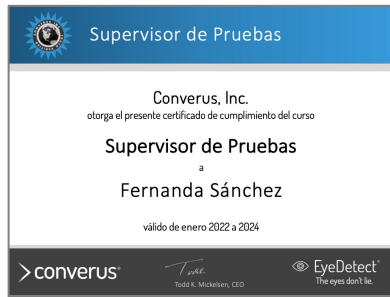 Supervisor de Pruebas
Converus, Inc.
otorga el presente certificado de cumplimiento del curso
Supervisor de Pruebas
a
Fernanda Sánchez
válido de enero 2022 a 2024
converus®
Todd K. Mickelsen, CEO
EyeDetect®
The eyes don't lie.